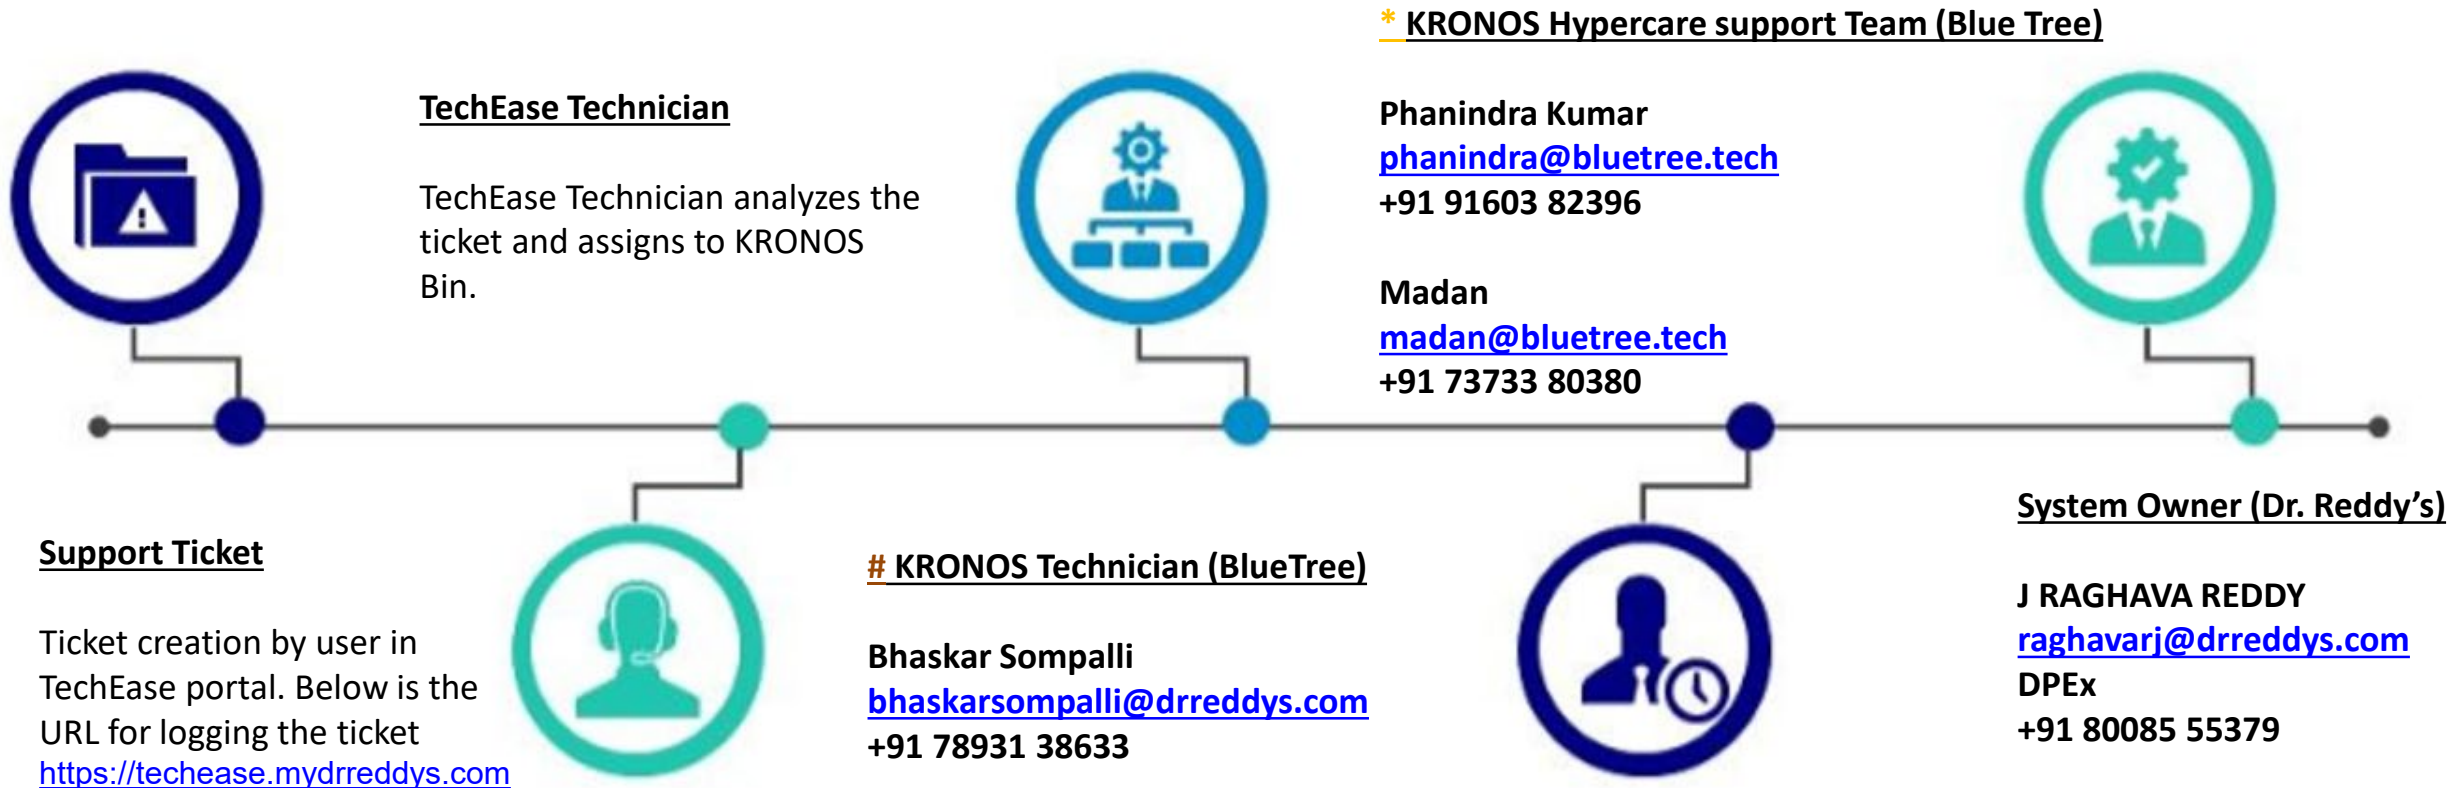 Support Ticket
Ticket creation by user in
TechEase portal. Below is the
URL for logging the ticket
https://techease.mydrreddys.com
TechEase Technician
TechEase Technician analyzes the
ticket and assigns to KRONOS
Bin.
# KRONOS Technician (BlueTree)
Bhaskar Sompalli
bhaskarsompalli@drreddys.com
+91 78931 38633
* KRONOS Hypercare support Team (Blue Tree)
Phanindra Kumar
phanindra@bluetree.tech
+91 91603 82396
Madan
madan@bluetree.tech
+91 73733 80380
System Owner (Dr. Reddy’s)
J RAGHAVA REDDY
raghavarj@drreddys.com
DPEx
+91 80085 55379